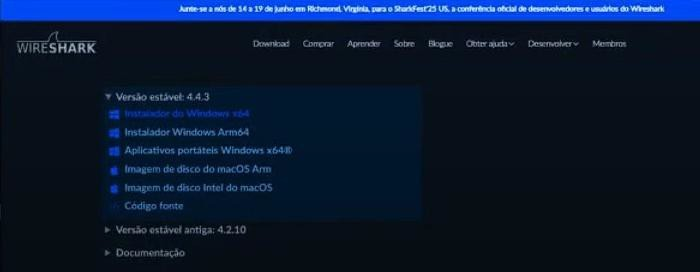 Junte-se a nós de 14 a 19 de junho em Richmond, Virgínia, para o SharkFest'25 US, a conferência oficial de desenvolvedores e usuários do Wireshark
WIRESHARK
Download Comprar Aprender Sobre Blogue Obter ajuda Desenvolver Membros
Versão estável: 4.4.3
Instalador do Windows x64
Instalador Windows Arm64
Aplicativos portáteis Windows x64®
Imagem de disco do macOS Arm
Imagem de disco Intel do macOS
Código fonte
Versão estável antiga: 4.2.10
Documentação